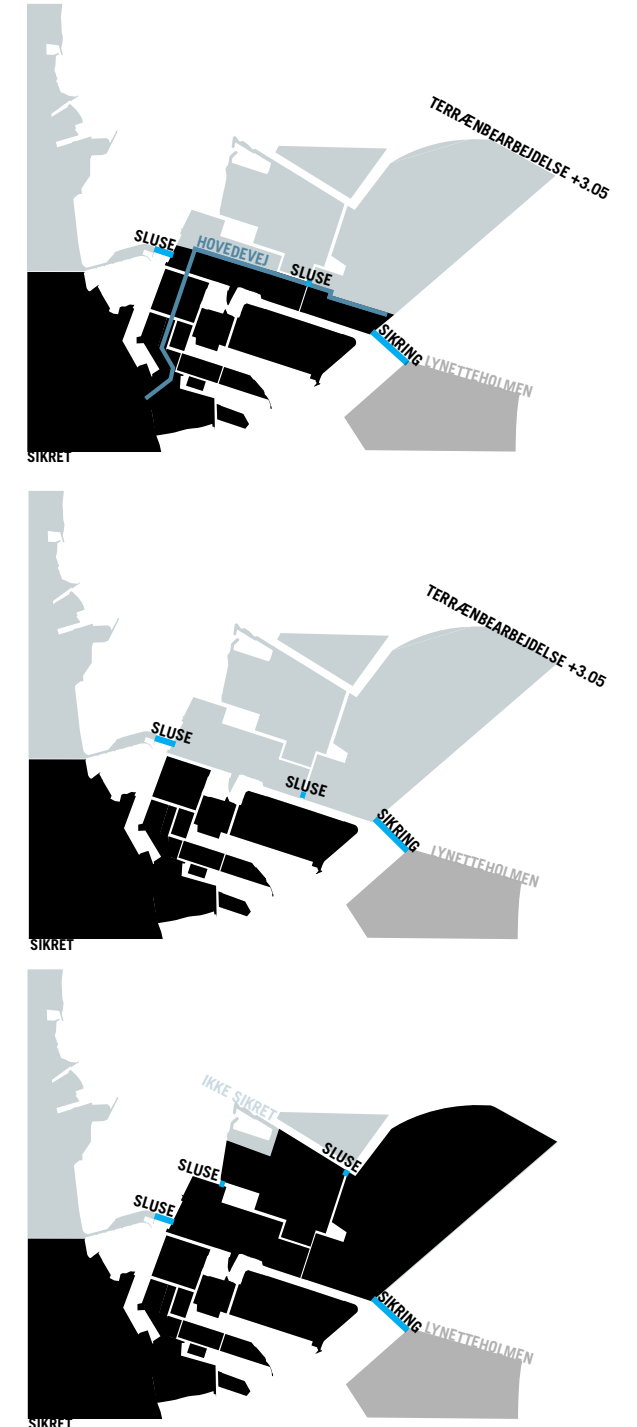 TERRÆNBEARBEJDELSE +3.05
SLUSE
HOVEDEVEJ
SLUSE
SIKRING
LYNETTEHOLMEN
SIKRET
TERRÆNBEARBEJDELSE +3.05
SLUSE
SLUSE
SIKRING
LYNETTEHOLMEN
SIKRET
IKKE SIKRET
SLUSE
SLUSE
SLUSE
SIKRING
LYNETTEHOLMEN
SIKRET